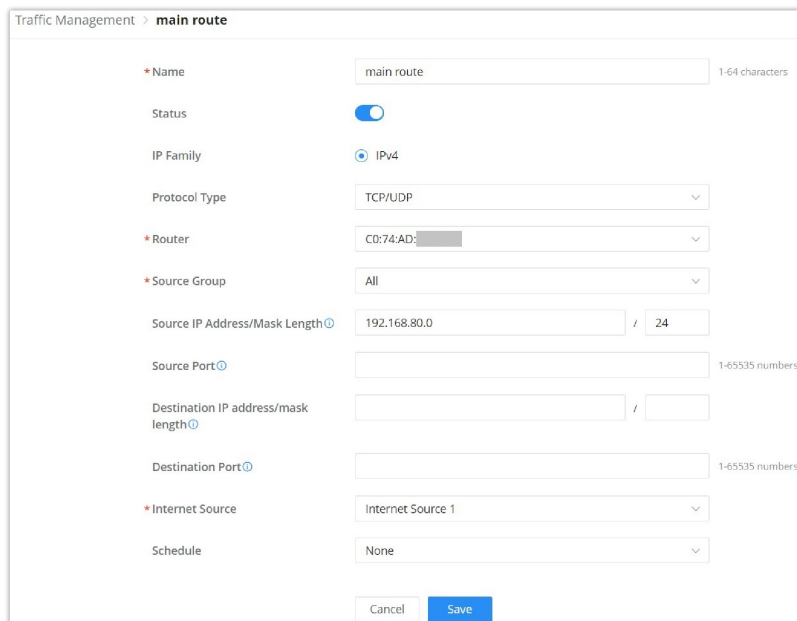 Traffic Management > main route
*Name main route 1-64 characters
Status
IP Family IPv4
Protocol Type TCP/UDP
*Router C0:74:AD:
*Source Group All
Source IP Address/Mask Length 192.168.80.0 / 24
Source Port 1-65535 numbers
Destination IP address/mask /
length
Destination Port 1-65535 numbers
*Internet Source Internet Source 1
Schedule None
Cancel Save